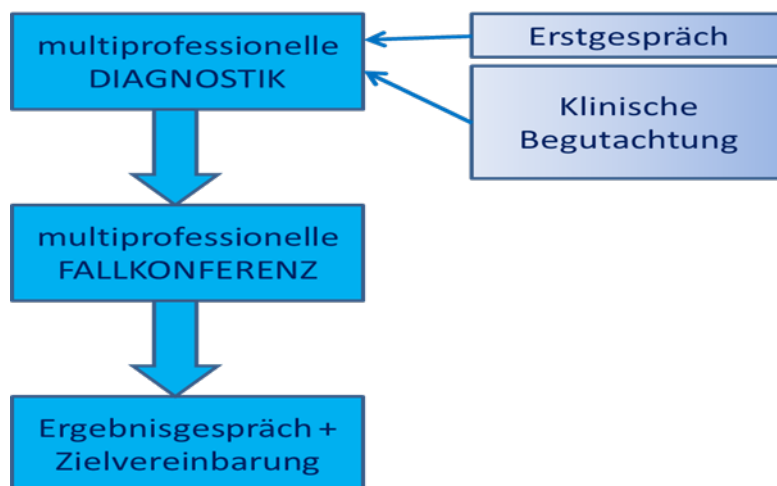 multiprofessionelle
DIAGNOSTIK
Erstgespräch
Klinische
Begutachtung
multiprofessionelle
FALLKONFERENZ
Ergebnisgespräch +
Zielvereinbarung